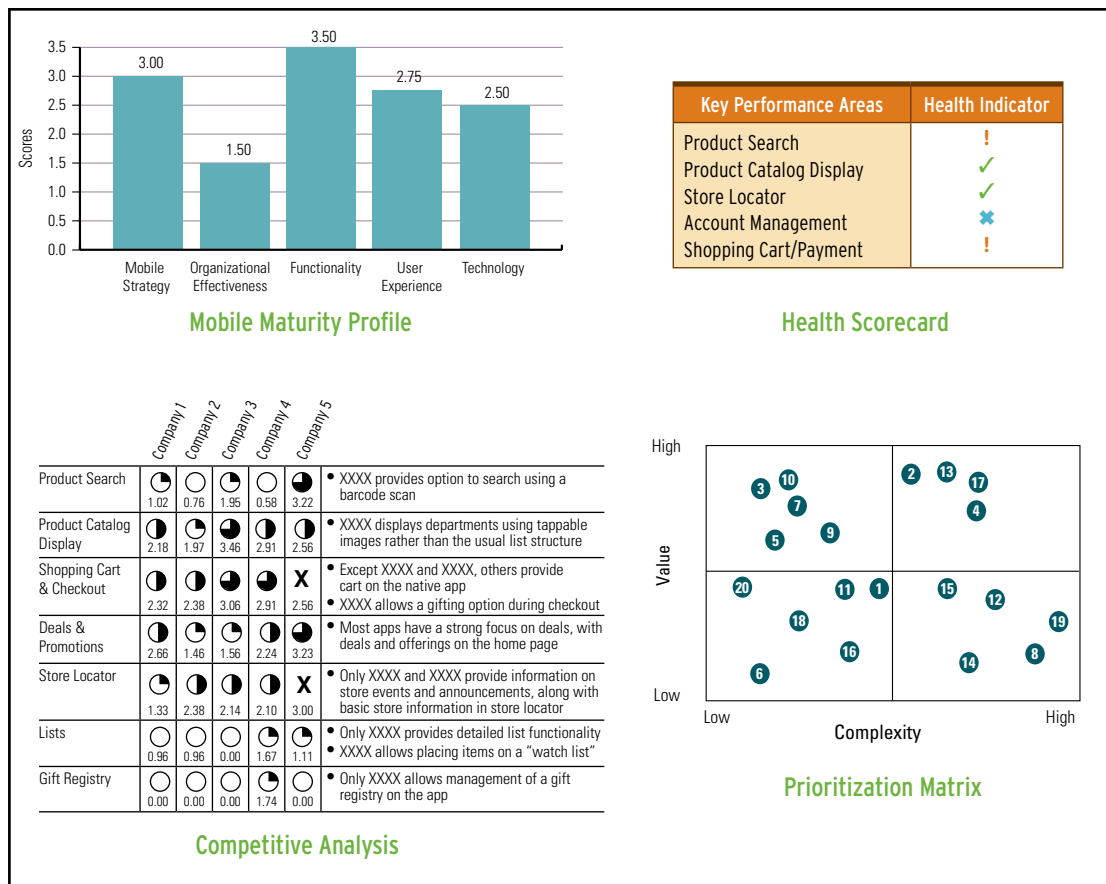 3.5
3.0
2.5
2.0
1.5
1.0
0.5
0.0
Scores
3.00
1.50
3.50
2.75
2.50
Mobile Strategy
Organizational Effectiveness
Functionality
User Experience
Technology
Mobile Maturity Profile
Key Performance Areas Health Indicator
Product Search !
Product Catalog Display ✓
Store Locator ✓
Account Management ✖
Shopping Cart/Payment !
Health Scorecard
Company 1
Company 2
Company 3
Company 4
Company 5
Product Search
1.02 0.76 1.95 0.58 3.22
• XXXX provides option to search using a
barcode scan
Product Catalog
Display
2.18 1.97 3.46 2.91 2.56
• XXXX displays departments using tappable
images rather than the usual list structure
Shopping Cart
& Checkout
X
2.32 2.38 3.06 2.91 2.56
• Except XXXX and XXXX, others provide
cart on the native app
• XXXX allows a gifting option during checkout
Deals &
Promotions
2.66 1.46 1.56 2.24 3.23
• Most apps have a strong focus on deals, with
deals and offerings on the home page
Store Locator
X
1.33 2.38 2.14 2.10 3.00
• Only XXXX and XXXX provide information on
store events and announcements, along with
basic store information in store locator
Lists
0.96 0.96 0.00 1.67 1.11
• Only XXXX provides detailed list functionality
• XXXX allows placing items on a “watch list”
Gift Registry
0.00 0.00 0.00 1.74 0.00
• Only XXXX allows management of a gift
registry on the app
Competitive Analysis
High
Value
Low
3 10 7 5 9
2 13 17 4
20 11 1 18 16 6
15 12 19 8 14
Low
High
Complexity
Prioritization Matrix